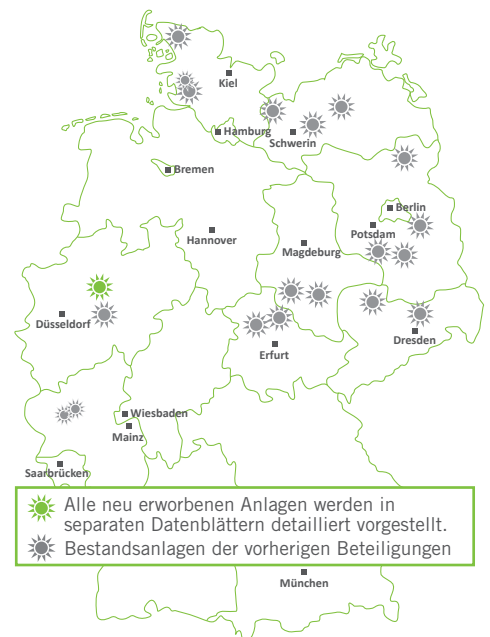 Kiel
Hamburg
Schwerin
Bremen
Berlin
Potsdam
Hannover
Magdeburg
Düsseldorf
Dresden
Erfurt
Wiesbaden
Mainz
Saarbrücken
Alle neu erworbenen Anlagen werden in
separaten Datenblättern detailliert vorgestellt.
Bestandsanlagen der vorherigen Beteiligungen
München